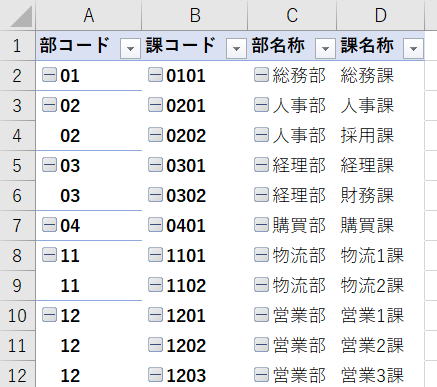 A B C D
1 部コード 課コード 部名称 課名称
2 01 0101 総務部 総務課
3 02 0201 人事部 人事課
4 02 0202 人事部 採用課
5 03 0301 経理部 経理課
6 03 0302 経理部 財務課
7 04 0401 購買部 購買課
8 11 1101 物流部 物流1課
9 11 1102 物流部 物流2課
10 12 1201 営業部 営業1課
11 12 1202 営業部 営業2課
12 12 1203 営業部 営業3課